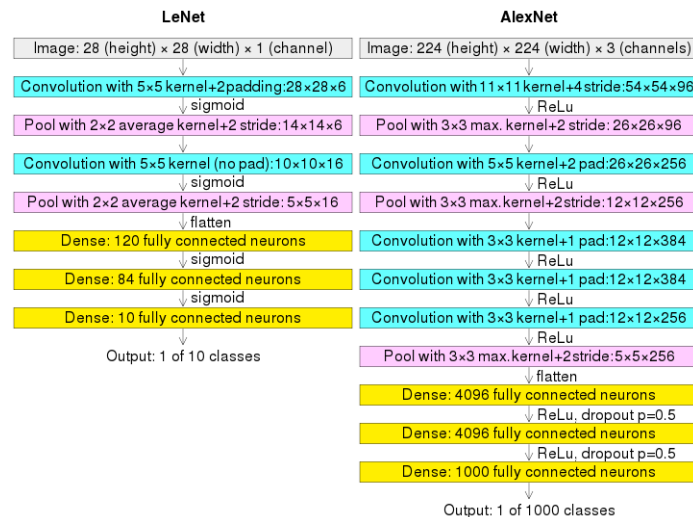 LeNet
Image: 28 (height) × 28 (width) × 1 (channel)
Convolution with 5×5 kernel+2padding:28×28×6
sigmoid
Pool with 2×2 average kernel+2 stride:14×14×6
Convolution with 5×5 kernel (no pad):10×10×16
sigmoid
Pool with 2×2 average kernel+2 stride: 5×5×16
flatten
Dense: 120 fully connected neurons
sigmoid
Dense: 84 fully connected neurons
sigmoid
Dense: 10 fully connected neurons
Output: 1 of 10 classes
AlexNet
Image: 224 (height) × 224 (width) × 3 (channels)
Convolution with 11×11 kernel+4 stride:54×54×96
ReLu
Pool with 3×3 max. kernel+2 stride: 26×26×96
Convolution with 5×5 kernel+2 pad:26×26×256
ReLu
Pool with 3×3 max.kernel+2stride:12×12×256
Convolution with 3×3 kernel+1 pad:12×12×384
ReLu
Convolution with 3×3 kernel+1 pad:12×12×384
ReLu
Convolution with 3×3 kernel+1 pad:12×12×256
ReLu
Pool with 3×3 max.kernel+2stride:5×5×256
flatten
Dense: 4096 fully connected neurons
ReLu, dropout p=0.5
Dense: 4096 fully connected neurons
ReLu, dropout p=0.5
Dense: 1000 fully connected neurons
Output: 1 of 1000 classes